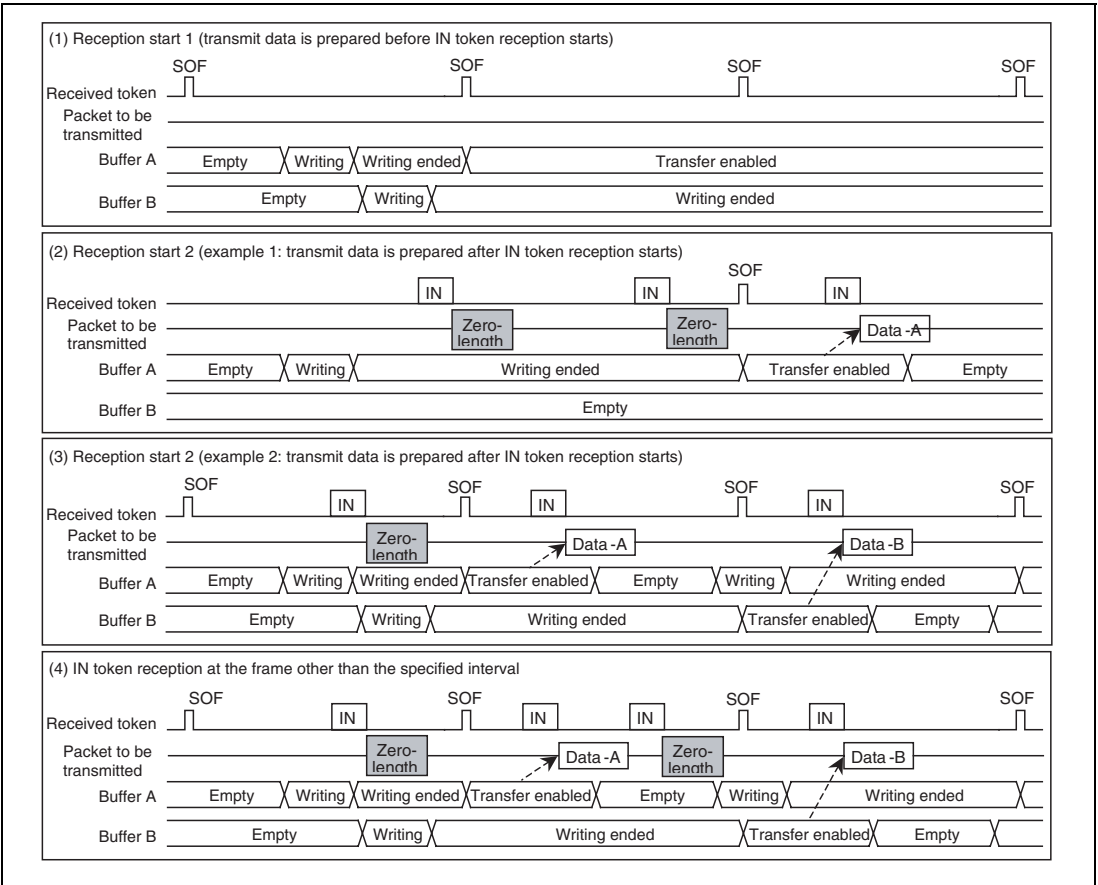 (1) Reception start 1 (transmit data is prepared before IN token reception starts)
SOF SOF SOF SOF
Received token
Packet to be
transmitted
Buffer A Empty Writing Writing ended Transfer enabled
Buffer B Empty Writing Writing ended
(2) Reception start 2 (example 1: transmit data is prepared after IN token reception starts)
SOF
Received token IN IN IN
Packet to be
transmitted
Zero-
length
Zero-
length
Data -A
Buffer A Empty Writing Writing ended Transfer enabled Empty
Buffer B Empty
(3) Reception start 2 (example 2: transmit data is prepared after IN token reception starts)
SOF SOF SOF SOF
Received token IN IN IN
Packet to be
transmitted
Zero-
length
Data -A Data -B
Buffer A Empty Writing Writing ended Transfer enabled Empty Writing Writing ended
Buffer B Empty Writing Writing ended Transfer enabled Empty
(4) IN token reception at the frame other than the specified interval
SOF SOF SOF SOF
Received token IN IN IN IN
Packet to be
transmitted
Zero-
length
Data -A
Zero-
length
Data -B
Buffer A Empty Writing Writing ended Transfer enabled Empty Writing Writing ended
Buffer B Empty Writing Writing ended Transfer enabled Empty